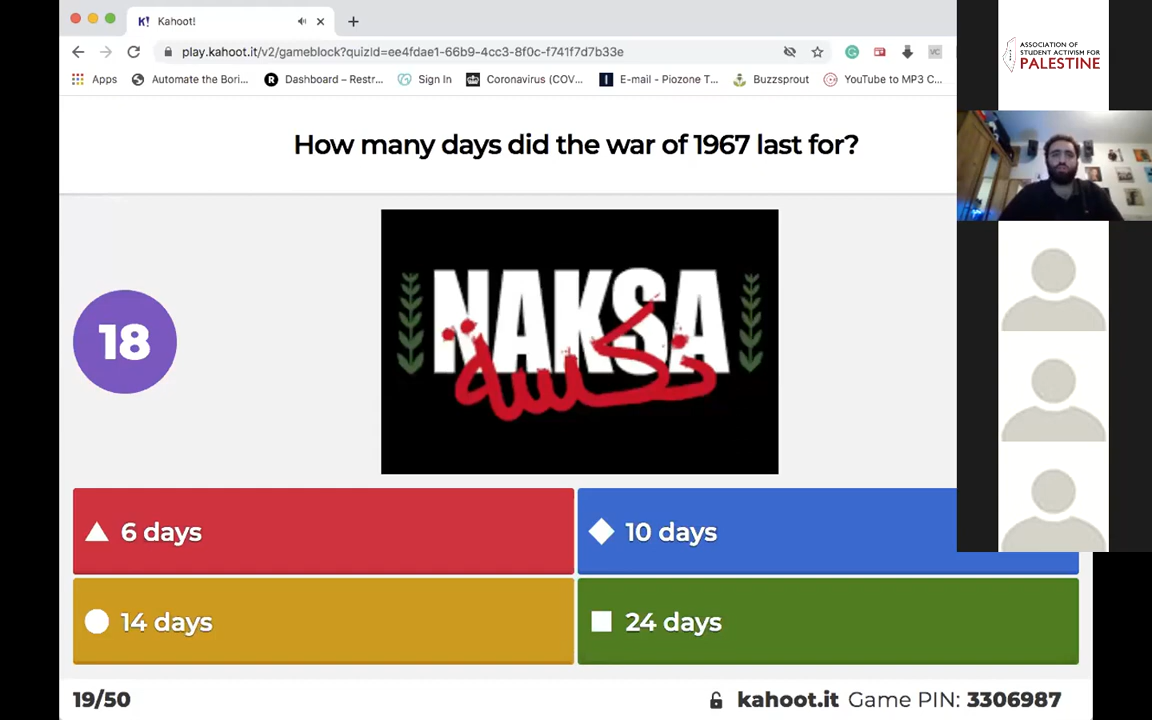 Kahoot!
play.kahoot.it/v2/gameblock?quizid=ee4fdae1-66b9-4cc3-8f0c-f741f7d7b33e
VC
Apps
Automate the Bori...
Dashboard – Restr...
Sign In
Coronavirus (COV...
E-mail - Piozone T...
Buzzsprout
YouTube to MP3 C...
ASSOCIATION OF
STUDENT ACTIVISM FOR
PALESTINE
How many days did the war of 1967 last for?
18
NAKSA
نكسة
6 days
10 days
14 days
24 days
19/50
kahoot.it Game PIN: 3306987